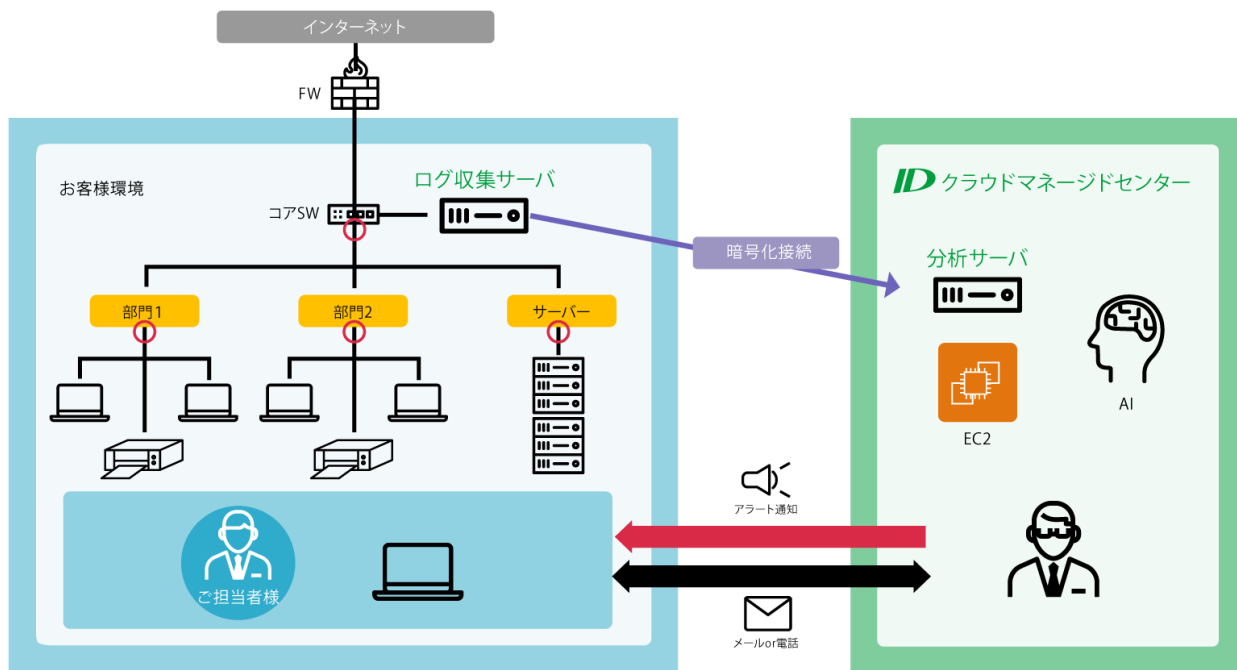 インターネット
FW
お客様環境
ログ収集サーバ
コアSW
暗号化接続
IDクラウドマネージドセンター
分析サーバ
部門1
部門2
サーバー
AI
EC2
アラート通知
ご担当者様
メールor電話